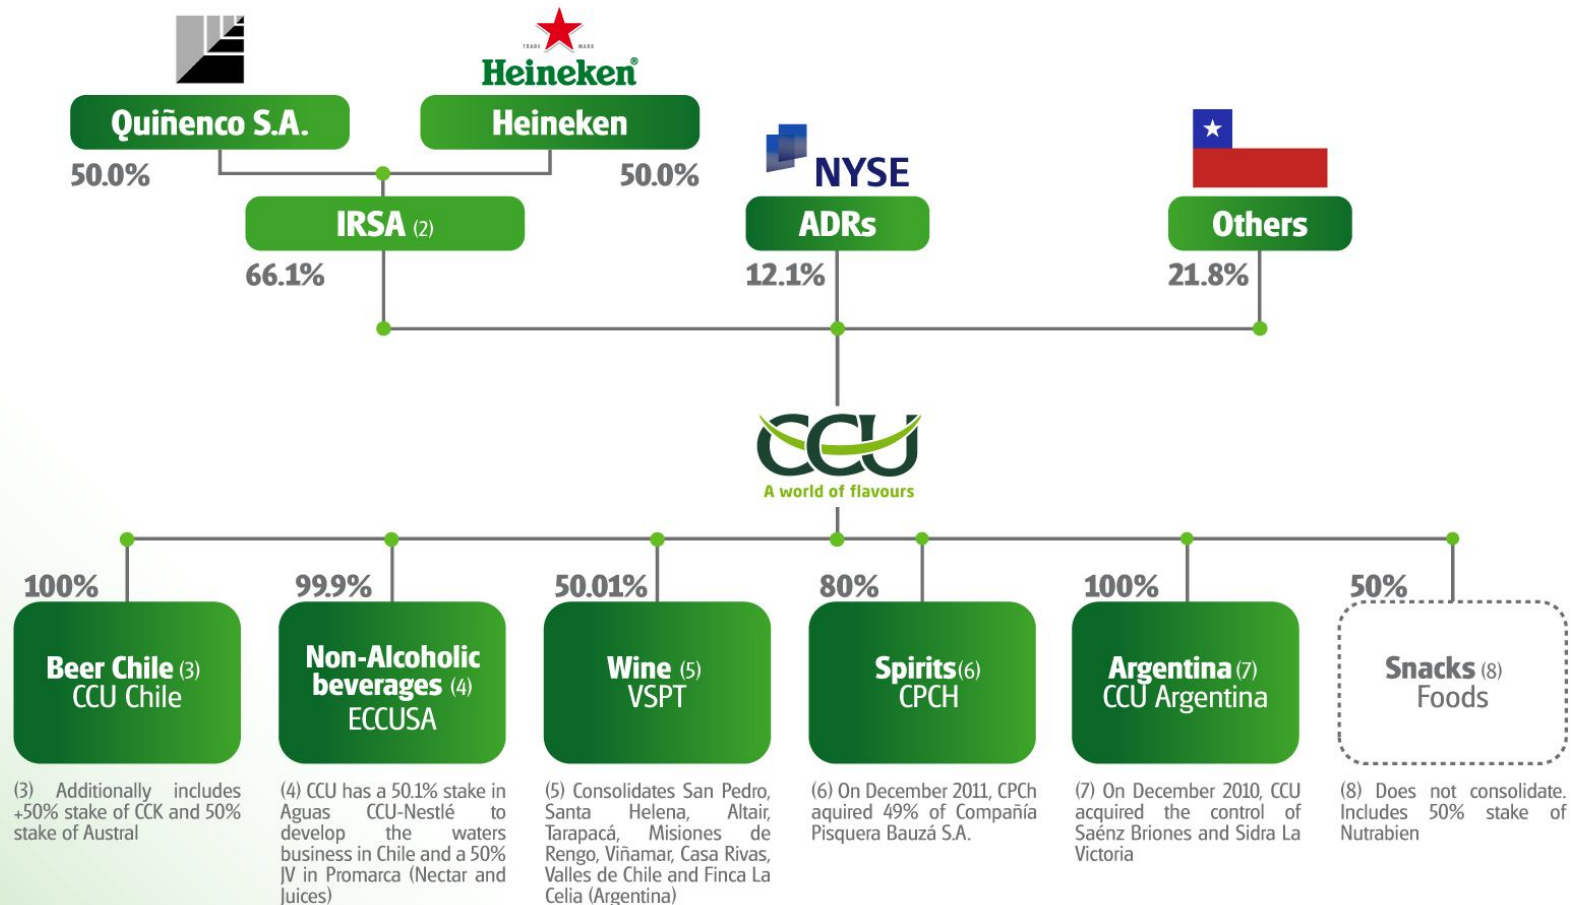 TRADE MARK
Heineken®
Quiñenco S.A.
Heineken
50.0%
50.0%
NYSE
IRSA (2)
ADRs
Others
66.1%
12.1%
21.8%
CCU
A world of flavours
100%
99.9%
50.01%
80%
100%
50%
Beer Chile (3)
CCU Chile
Non-Alcoholic
beverages (4)
ECCUSA
Wine (5)
VSPT
Spirits(6)
CPCH
Argentina (7)
CCU Argentina
Snacks (8)
Foods
(3) Additionally includes
+50% stake of CCK and 50%
stake of Austral
(4) CCU has a 50.1% stake in
Aguas CCU-Nestlé to
develop the waters
business in Chile and a 50%
JV in Promarca (Nectar and
Juices)
(5) Consolidates San Pedro,
Santa Helena, Altair,
Tarapacá, Misiones de
Rengo, Viñamar, Casa Rivas,
Valles de Chile and Finca La
Celia (Argentina)
(6) On December 2011, CPCh
aquired 49% of Compañía
Pisquera Bauzá S.A.
(7) On December 2010, CCU
acquired the control of
Saénz Briones and Sidra La
Victoria
(8) Does not consolidate.
Includes 50% stake of
Nutrabien